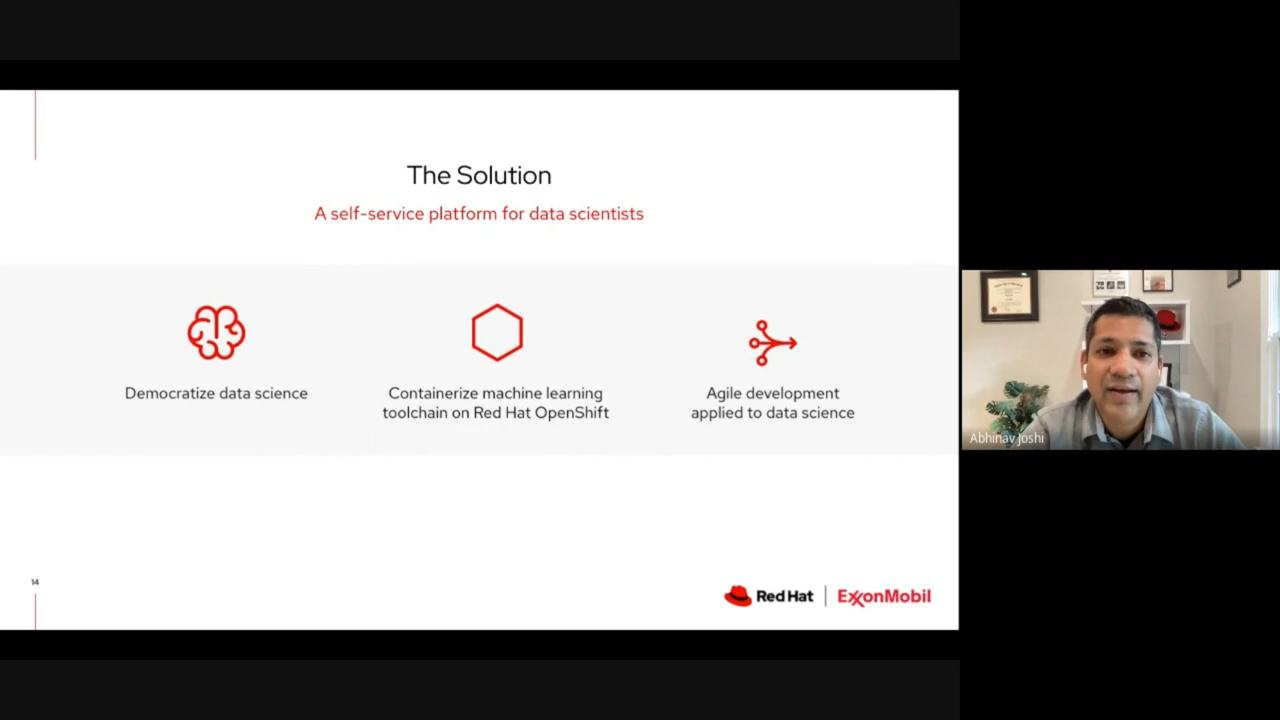 The Solution
A self-service platform for data scientists
Democratize data science
Containerize machine learning
toolchain on Red Hat OpenShift
Agile development
applied to data science
14
Red Hat
ExxonMobil
Abhinav Joshi